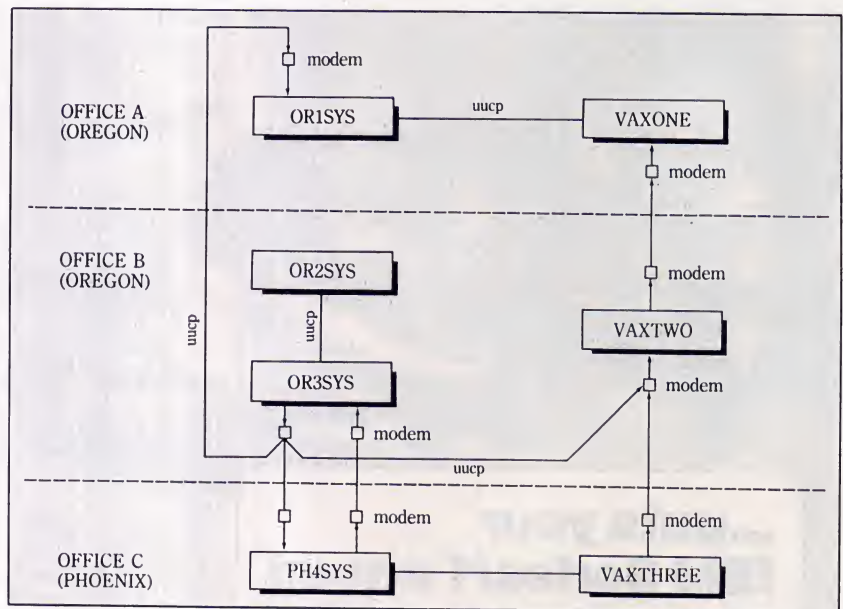 modem
OFFICE A
(OREGON)
OR1SYS
uucp
VAXONE
modem
OFFICE B
(OREGON)
OR2SYS
modem
uucp
uucp
VAXTWO
OR3SYS
modem
modem
uucp
modem
modem
OFFICE C
(PHOENIX)
PH4SYS
VAXTHREE